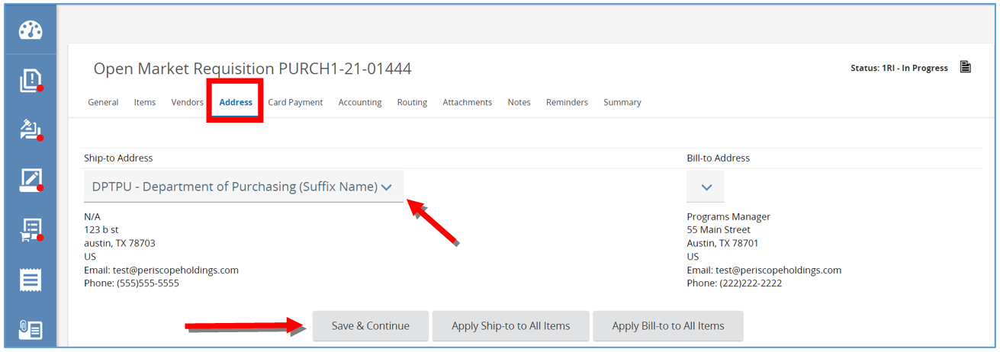 Open Market Requisition PURCH1-21-01444
Status: 1RI - In Progress
General Items Vendors Address Card Payment Accounting Routing Attachments Notes Reminders Summary
Ship-to Address
DPTPU - Department of Purchasing (Suffix Name)
N/A
123 b st
austin, TX 78703
US
Email: test@periscopeholdings.com
Phone: (555)555-5555
Bill-to Address
Programs Manager
55 Main Street
Austin, TX 78701
US
Email: test@periscopeholdings.com
Phone: (222)222-2222
Save & Continue Apply Ship-to to All Items Apply Bill-to to All Items